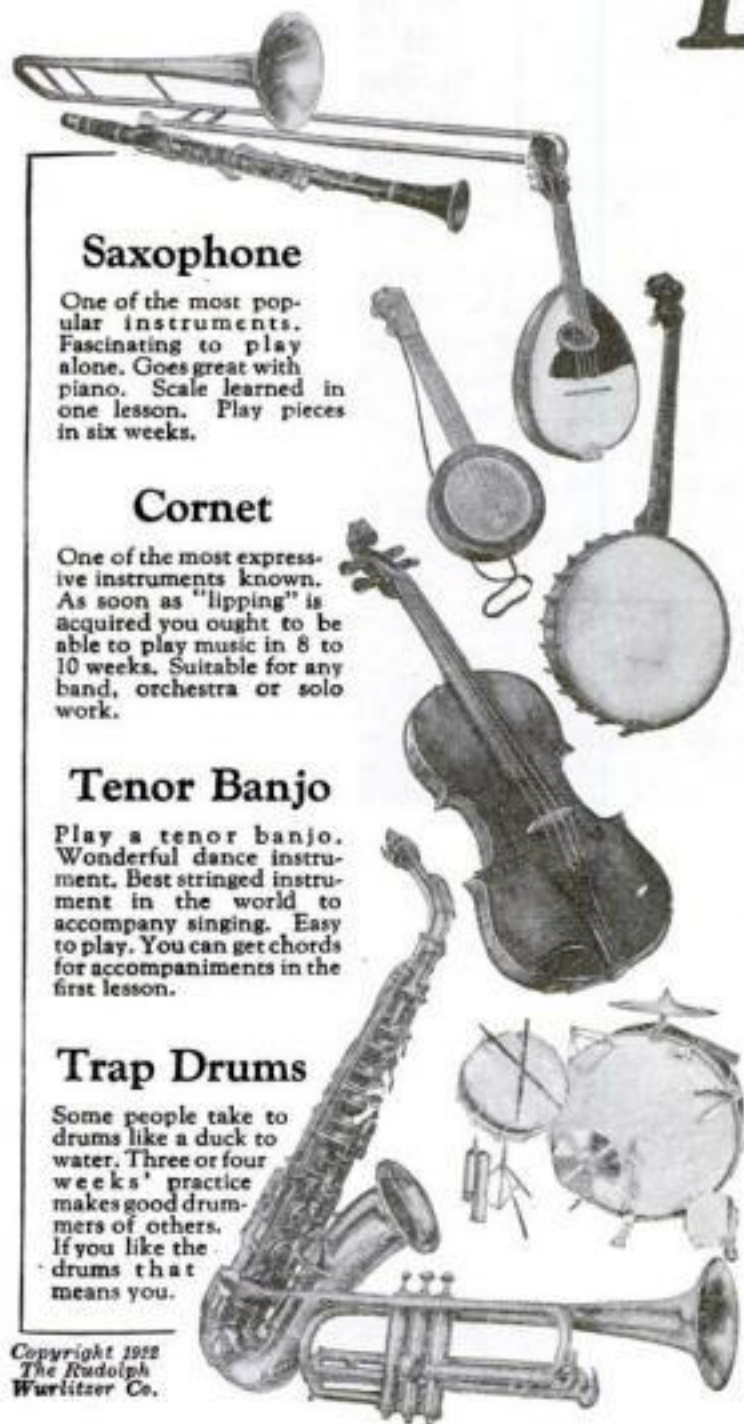 Saxophone
One of the most pop-
ular instruments.
Fascinating to play
alone. Goes great with
piano. Scale learned in
one lesson. Play pieces
in six weeks.
Cornet
One of the most express-
ive instruments known.
As soon as "lipping" is
acquired you ought to be
able to play music in 8 to
10 weeks. Suitable for any
band, orchestra or solo
work.
Tenor Banjo
Play a tenor banjo.
Wonderful dance instru-
ment. Best stringed instru-
ment in the world to
accompany singing. Easy
to play. You can get chords
for accompaniments in the
first lesson.
Trap Drums
Some people take to
drums like a duck to
water. Three or four
weeks' practice
makes good drum-
mers of others.
If you like the
drums that
means you.
Copyright 1922
The Rudolph
Wurlitzer Co.